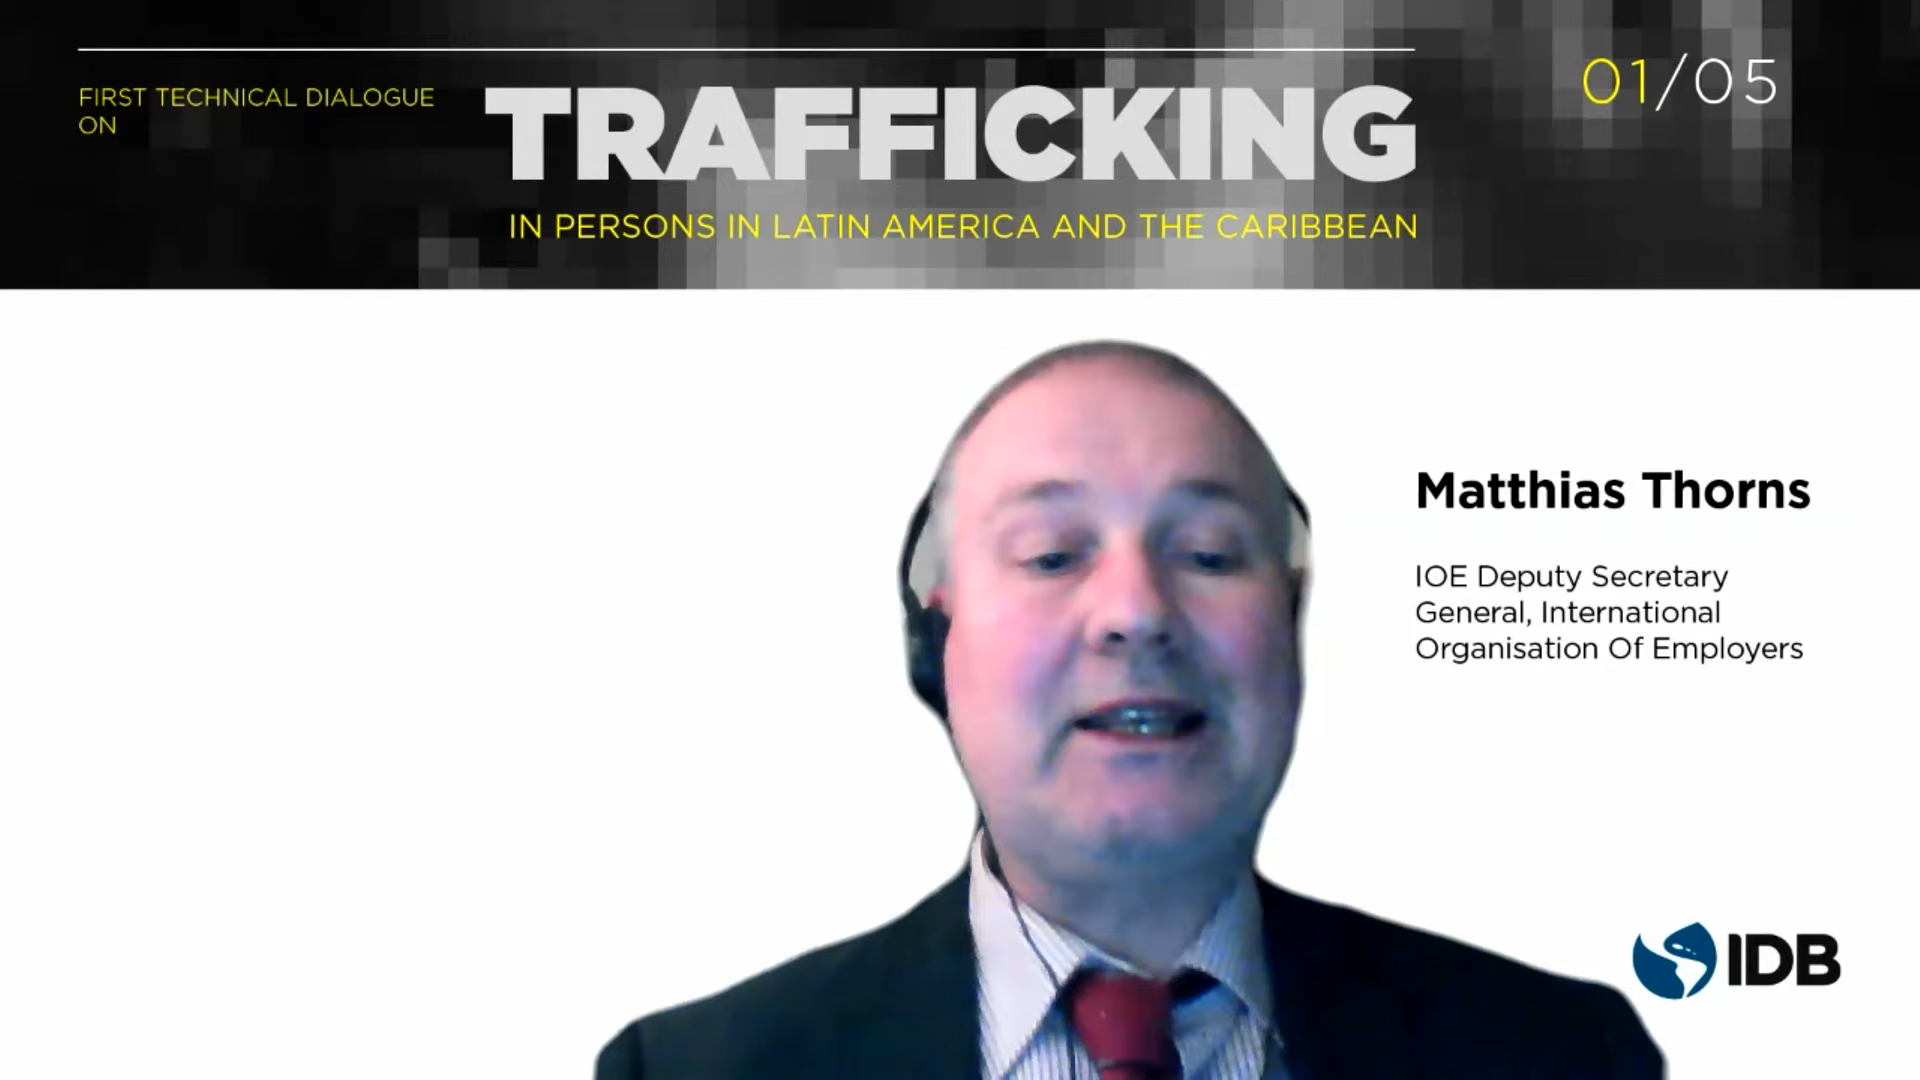 FIRST TECHNICAL DIALOGUE
ON
TRAFFICKING
IN PERSONS IN LATIN AMERICA AND THE CARIBBEAN
01/05
Matthias Thorns
IOE Deputy Secretary
General, International
Organisation Of Employers
IDB